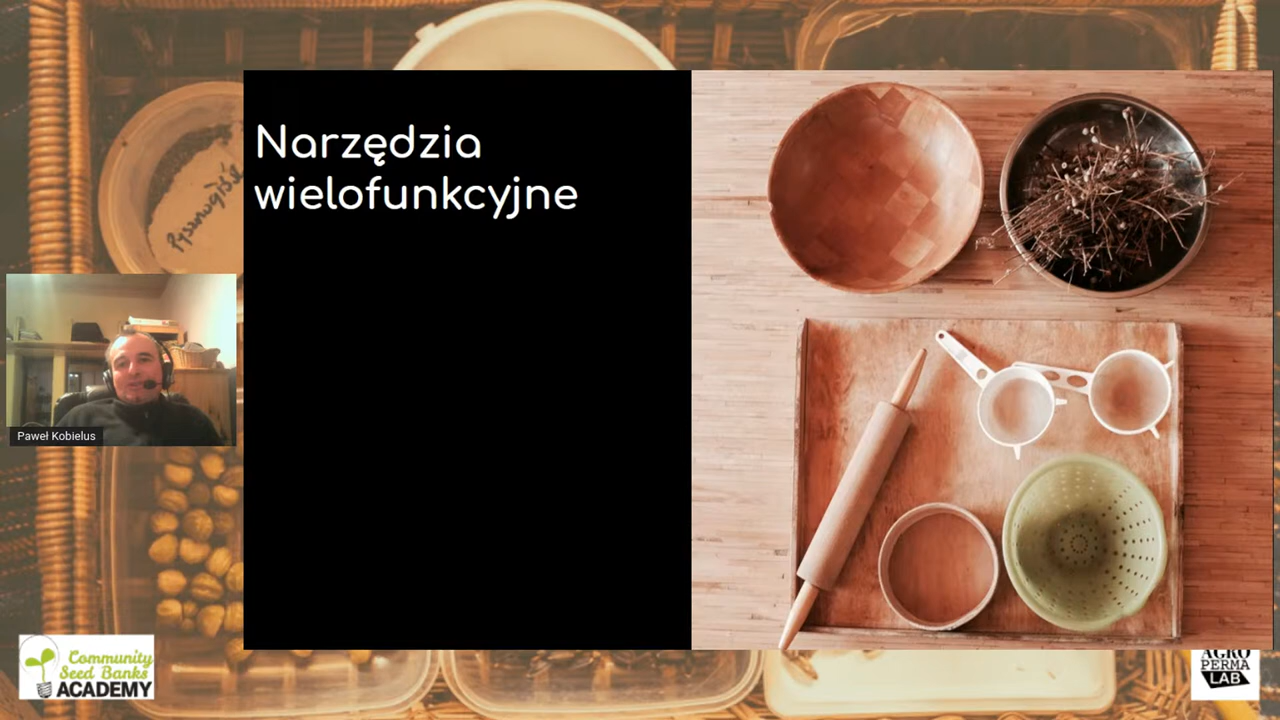 Narzędzia
wielofunkcyjne
Paweł Kobielus
Community
Seed Banks
ACADEMY
AGRO
PERMA
LAB